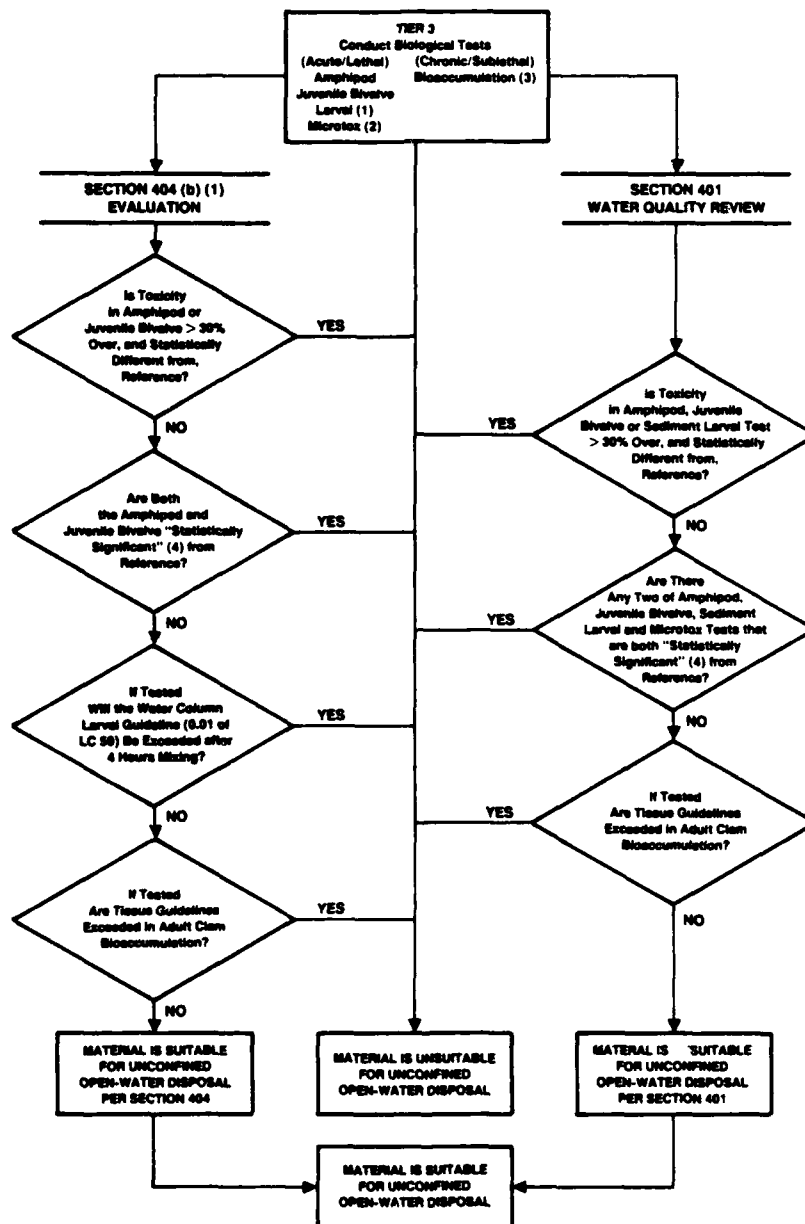 TIER 3
Conduct Biological Tests
(Acute/Lethal) (Chronic/Sublethal)
Amphipod Bioaccumulation (3)
Juvenile Bivalve
Larval (1)
Microtox (2)
SECTION 404 (b) (1)
EVALUATION
SECTION 401
WATER QUALITY REVIEW
Is Toxicity
in Amphipod or
Juvenile Bivalve > 30%
Over, and Statistically
Different from,
Reference?
YES
NO
Is Toxicity
in Amphipod, Juvenile
Bivalve or Sediment Larval Test
> 30% Over, and Statistically
Different from,
Reference?
YES
NO
Are Both
the Amphipod and
Juvenile Bivalve "Statistically
Significant" (4) from
Reference?
YES
NO
Are There
Any Two of Amphipod,
Juvenile Bivalve, Sediment
Larval and Microtox Tests that
are both "Statistically
Significant" (4) from
Reference?
YES
NO
If Tested
Will the Water Column
Larval Guideline (0.01 of
LC 50) Be Exceeded after
4 Hours Mixing?
YES
NO
If Tested
Are Tissue Guidelines
Exceeded in Adult Clam
Bioaccumulation?
YES
NO
If Tested
Are Tissue Guidelines
Exceeded in Adult Clam
Bioaccumulation?
YES
NO
MATERIAL IS SUITABLE
FOR UNCONFINED
OPEN-WATER DISPOSAL
PER SECTION 404
MATERIAL IS UNSUITABLE
FOR UNCONFINED
OPEN-WATER DISPOSAL
MATERAL IS SUITABLE
FOR UNCONFINED
OPEN-WATER DISPOSAL
PER SECTION 401
MATERIAL IS SUITABLE
FOR UNCONFINED
OPEN-WATER DISPOSAL